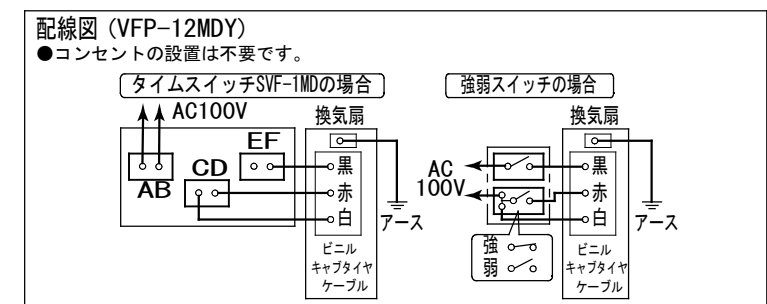 配線図(VFP-12MDY)
●コンセントの設置は不要です。
タイムスイッチSVF-1MDの場合
AC100V
換気扇
EF
CD
AB
黒
赤
白
アース
ビニル
キャブタイヤ
ケーブル
強弱スイッチの場合
換気扇
AC
100V
黒
赤
白
アース
強
弱
ビニル
キャブタイヤ
ケーブル